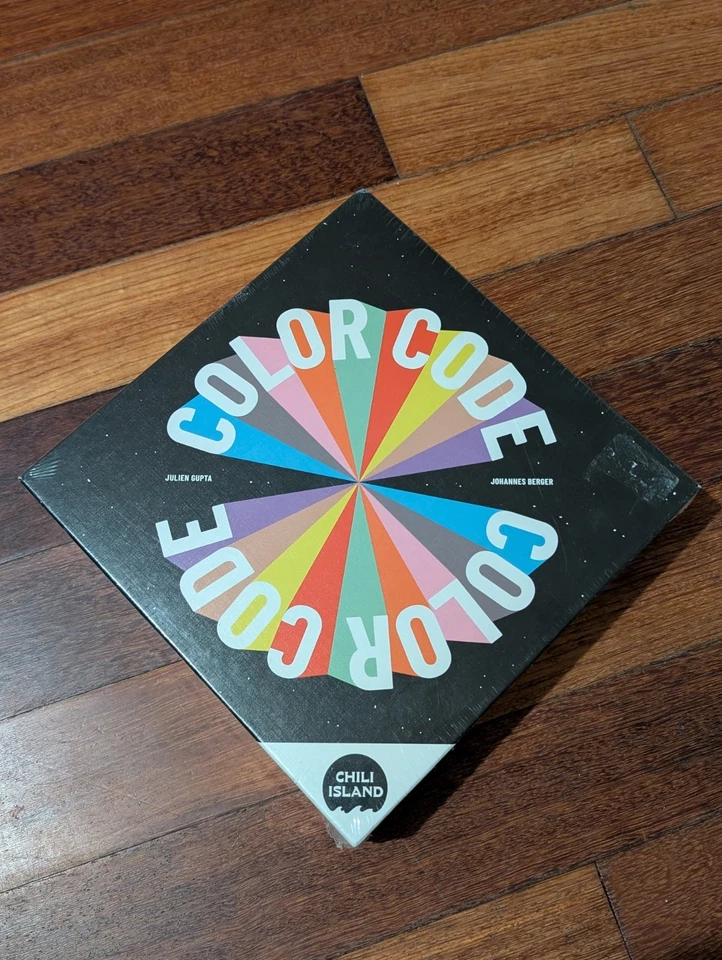 COLOR CODE
JULIEN GUPTA
JOHANNES BERGER
COLOR CODE
CHILI
ISLAND